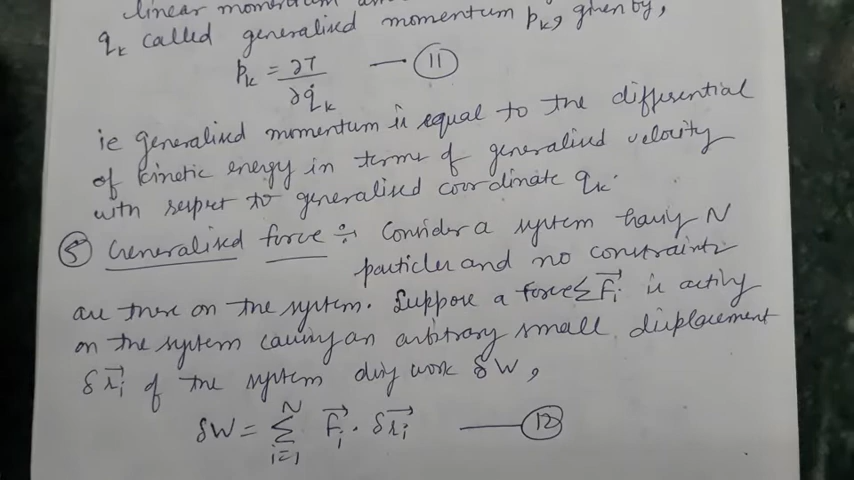 linear momentum
q_k called generalised momentum p_k, given by,
p_k = ∂T/∂q̇_k — (11)
ie generalised momentum is equal to the differential
of kinetic energy in terms of generalised velocity
with respect to generalised coordinate q_k.
(5) Generalised force ÷ Consider a system having N
particles and no constraints
are there on the system. Suppose a force Σ F⃗_i is acting
on the system causing an arbitrary small displacement
δr⃗_i of the system doing work δW,
δW = Σ_{i=1}^{N} F⃗_i · δr⃗_i — (12)